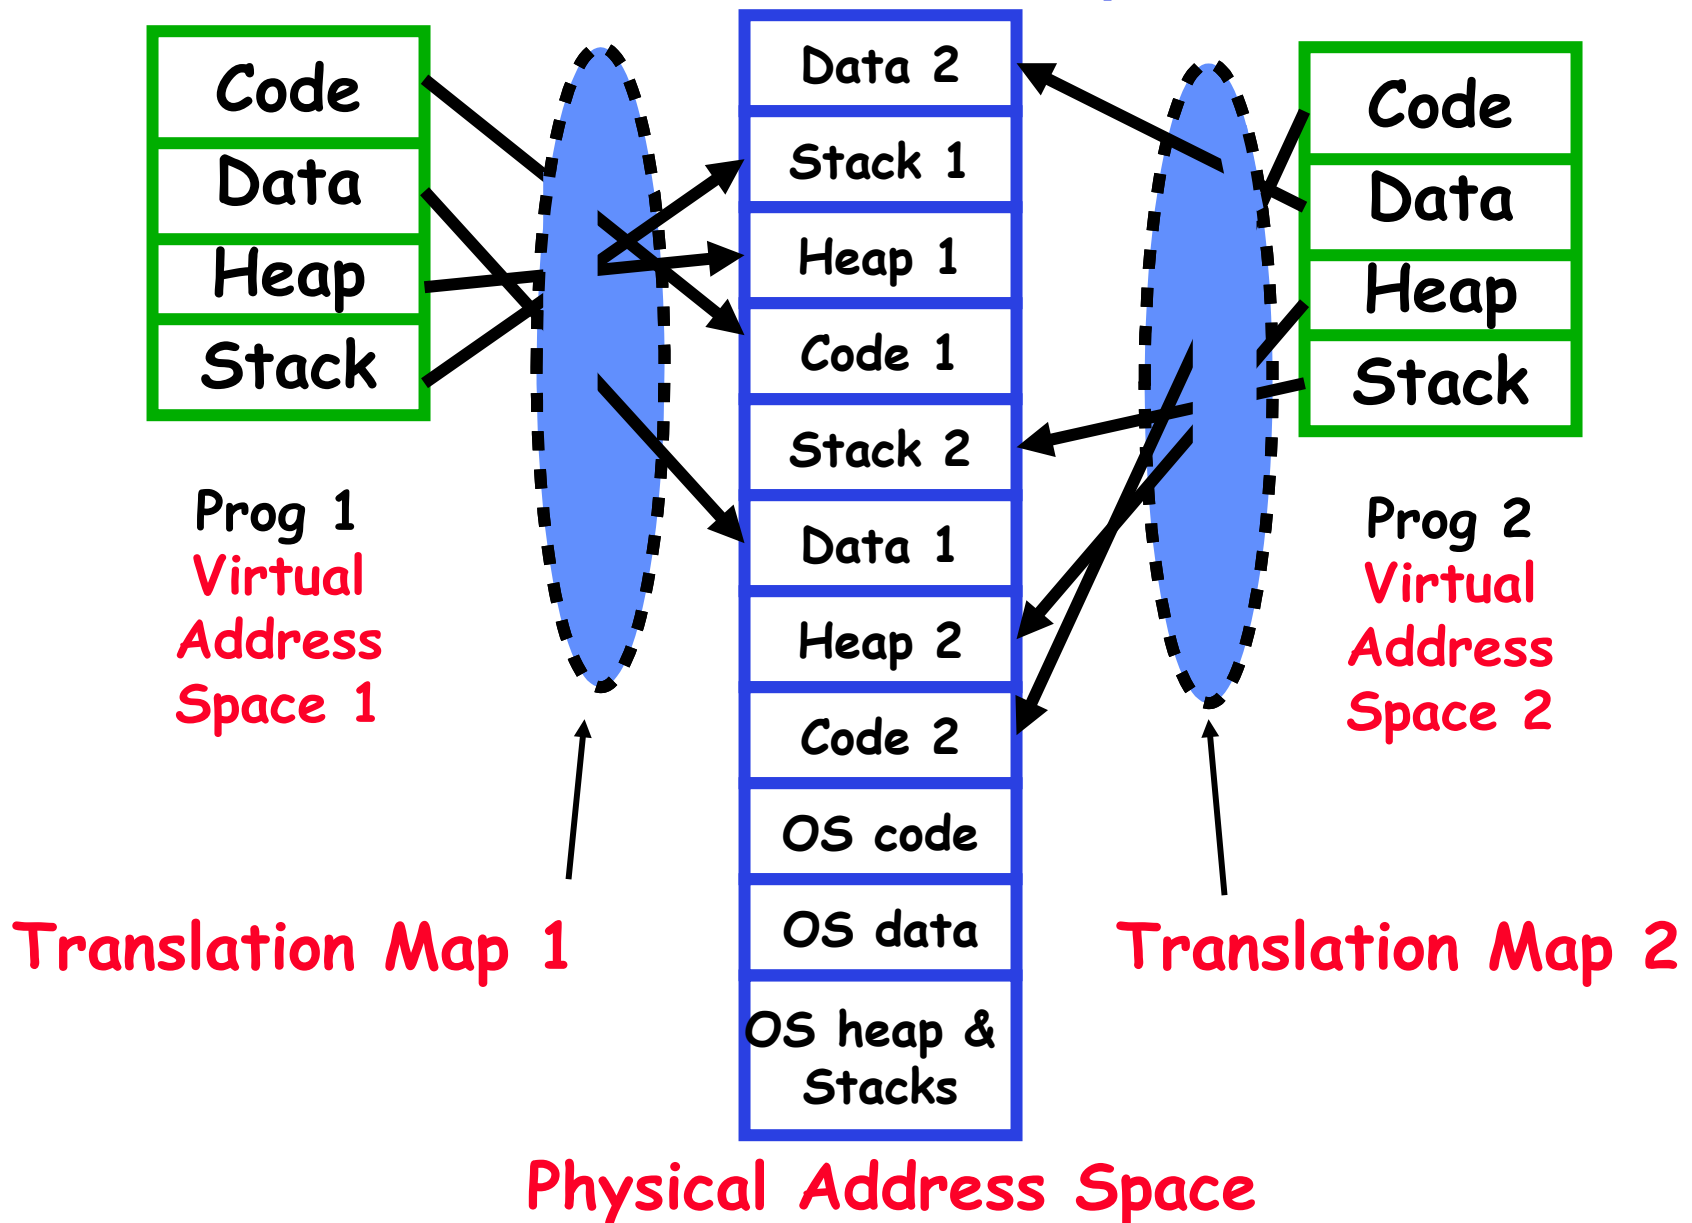 Code
Data
Heap
Stack
Prog 1
Virtual
Address
Space 1
Translation Map 1
Data 2
Stack 1
Heap 1
Code 1
Stack 2
Data 1
Heap 2
Code 2
OS code
OS data
OS heap &
Stacks
Physical Address Space
Code
Data
Heap
Stack
Prog 2
Virtual
Address
Space 2
Translation Map 2